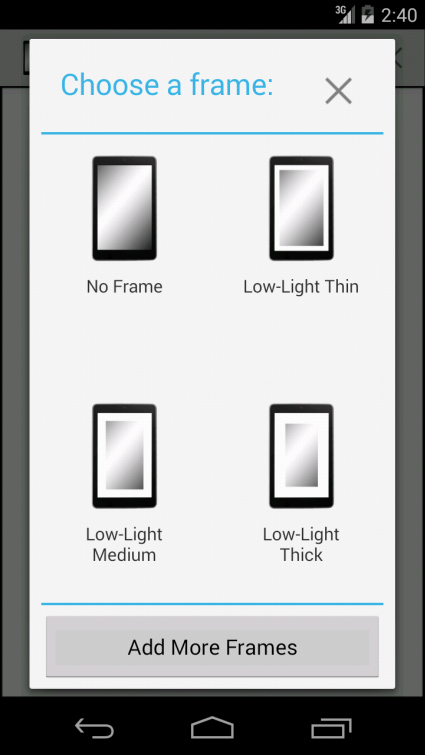 3G
2:40
Choose a frame:
No Frame
Low-Light Thin
Low-Light
Medium
Low-Light
Thick
Add More Frames